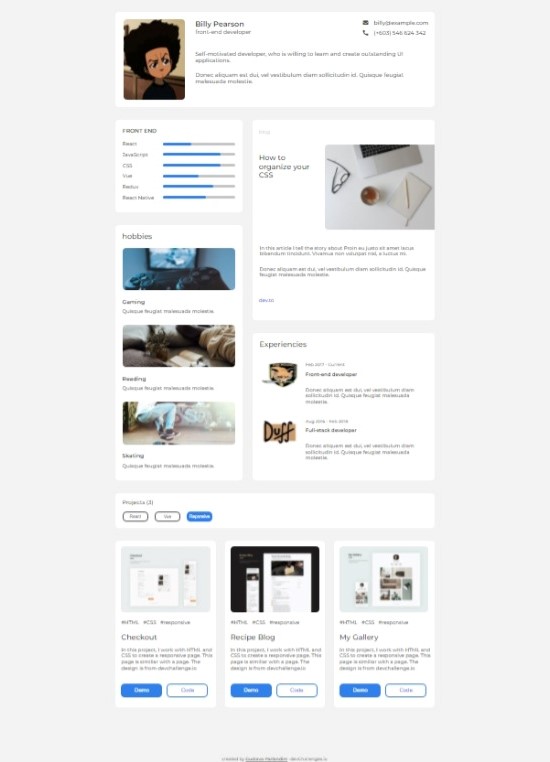 Billy Pearson
front-end developer
billy@example.com
(+603) 546 624 342
Self-motivated developer, who is willing to learn and create outstanding UI
applications.
Donec aliquam est dui, vel vestibulum diam sollicitudin id. Quisque feugiat
malesuada molestie.
FRONT END
React
JavaScript
CSS
Vue
Redux
React Native
hobbies
Gaming
Quisque feugiat malesuada molestie.
Reading
Quisque feugiat malesuada molestie.
Skating
Quisque feugiat malesuada molestie.
Blog
How to
organize your
CSS
In this article I tell the story about Proin eu justo sit amet lacus
bibendum tincidunt. Vivamus non volutpat nisl, a luctus mi.
Donec aliquam est dui, vel vestibulum diam sollicitudin id. Quisque
feugiat malesuada molestie.
dev.to
Experiencies
Feb 2017 - Current
Front-end developer
Donec aliquam est dui, vel vestibulum diam
sollicitudin id. Quisque feugiat malesuada
molestie.
Duff
Aug 2016 - Feb 2018
Full-stack developer
Donec aliquam est dui, vel vestibulum diam
sollicitudin id. Quisque feugiat malesuada
molestie.
Projects (3)
React
Vue
Responsive
#HTML #CSS #responsive
Checkout
In this project, I work with HTML and
CSS to create a responsive page. This
page is similar with a page. The
design is from devchallenge.io
Demo
Code
#HTML #CSS #responsive
Recipe Blog
In this project, I work with HTML and
CSS to create a responsive page. This
page is similar with a page. The
design is from devchallenge.io
Demo
Code
#HTML #CSS #responsive
My Gallery
In this project, I work with HTML and
CSS to create a responsive page. This
page is similar with a page. The
design is from devchallenge.io
Demo
Code
created by Gustavo - devchallenges.io